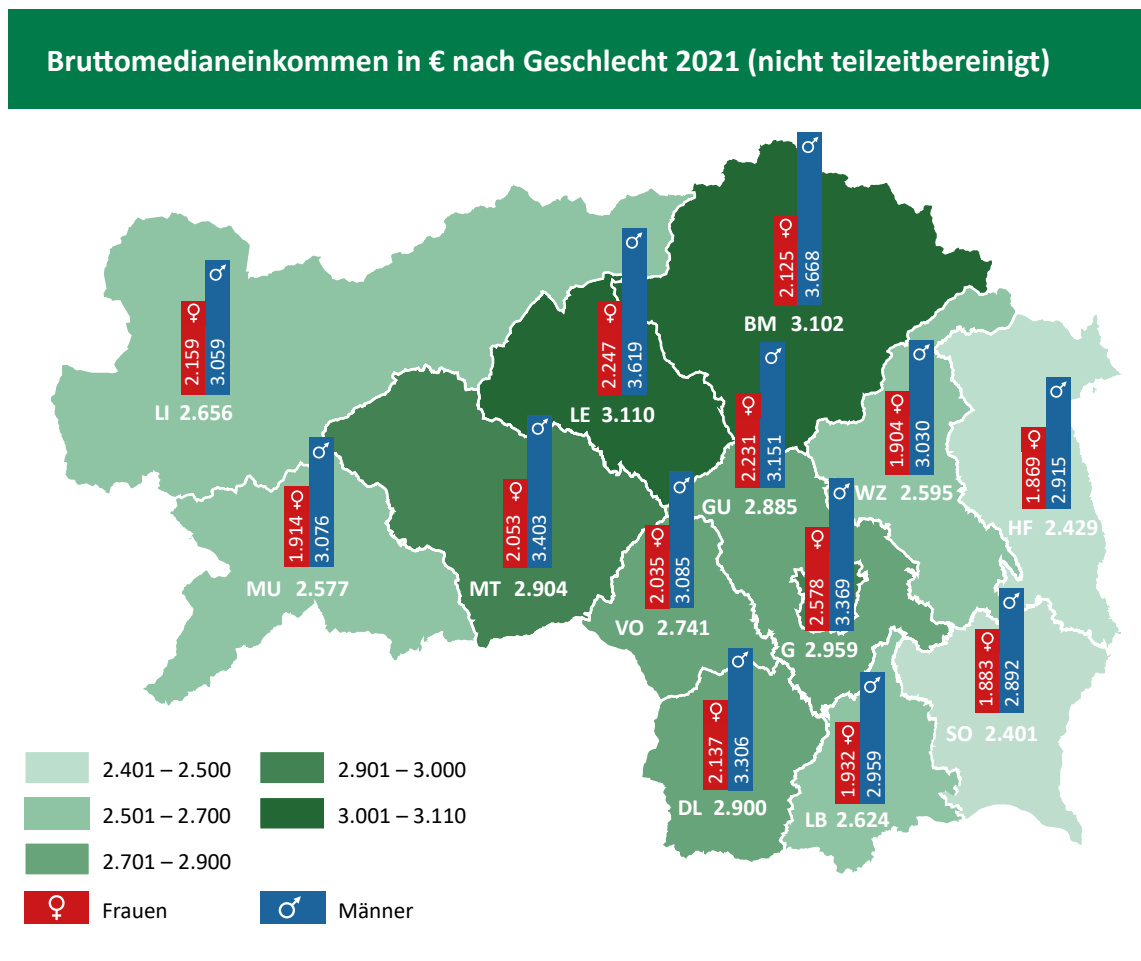 Bruttomedianeinkommen in € nach Geschlecht 2021 (nicht teilzeitbereinigt)
2.125
3.668
BM 3.102
2.159
3.059
LI 2.656
2.247
3.619
LE 3.110
2.231
3.151
GU 2.885
1.904
3.030
WZ 2.595
1.869
2.915
HF 2.429
1.914
3.076
MU 2.577
2.053
3.403
MT 2.904
2.035
3.085
VO 2.741
2.578
3.369
G 2.959
1.883
2.892
SO 2.401
2.137
3.306
DL 2.900
1.932
2.959
LB 2.624
2.401 – 2.500
2.501 – 2.700
2.701 – 2.900
2.901 – 3.000
3.001 – 3.110
Frauen
Männer